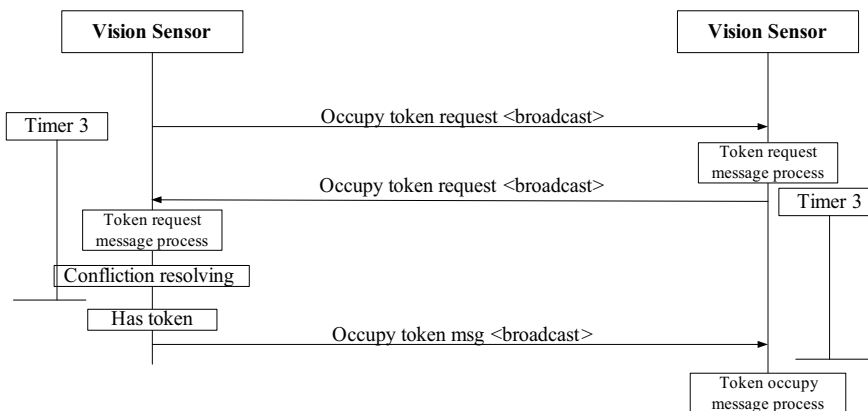 Vision Sensor
Vision Sensor
Timer 3
Occupy token request <broadcast>
Token request
message process
Occupy token request <broadcast>
Timer 3
Token request
message process
Confliction resolving
Has token
Occupy token msg <broadcast>
Token occupy
message process